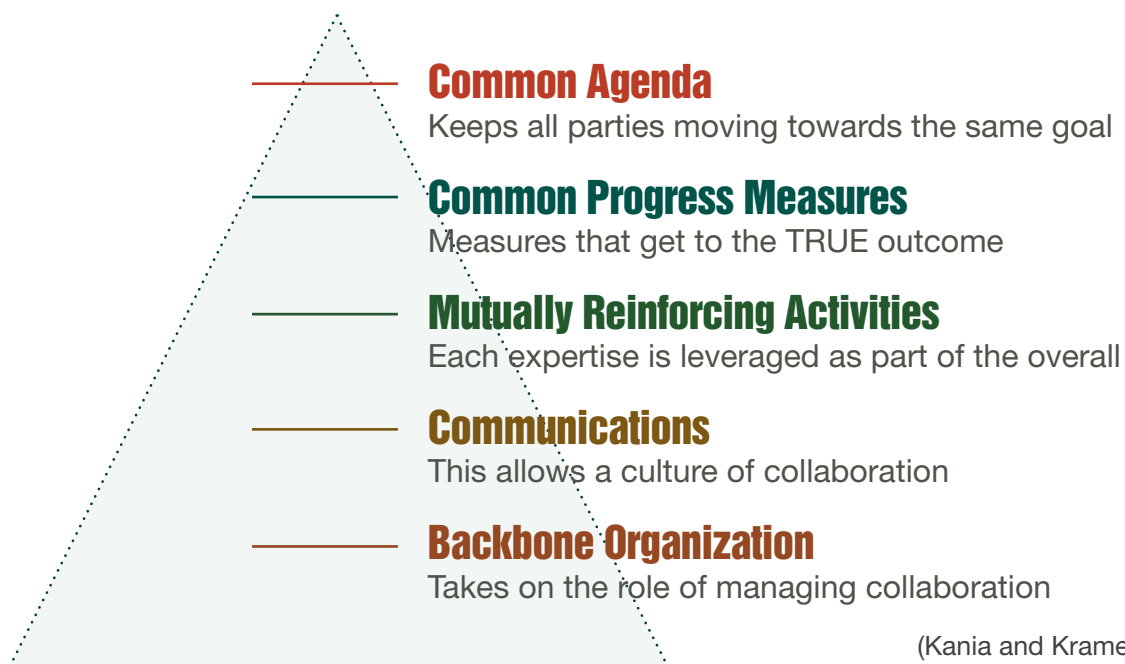 Common Agenda
Keeps all parties moving towards the same goal
Common Progress Measures
Measures that get to the TRUE outcome
Mutually Reinforcing Activities
Each expertise is leveraged as part of the overall
Communications
This allows a culture of collaboration
Backbone Organization
Takes on the role of managing collaboration
(Kania and Krame